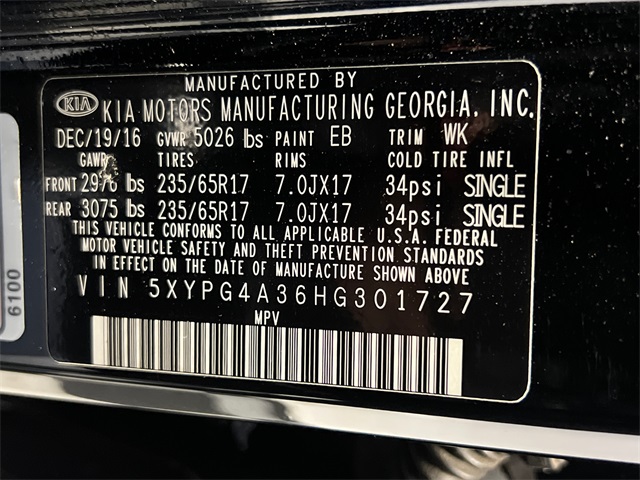 MANUFACTURED BY
KIA KIA MOTORS MANUFACTURING GEORGIA, INC.
DEC/19/16 GVWR 5026 lbs PAINT EB TRIM WK
GAWR TIRES RIMS COLD TIRE INFL
FRONT 2976 lbs 235/65R17 7.0JX17 34psi SINGLE
REAR 3075 lbs 235/65R17 7.0JX17 34psi SINGLE
THIS VEHICLE CONFORMS TO ALL APPLICABLE U.S.A. FEDERAL
MOTOR VEHICLE SAFETY AND THEFT PREVENTION STANDARDS
IN EFFECT ON THE DATE OF MANUFACTURE SHOWN ABOVE
VIN 5XYPG4A36HG301727
MPV
6100